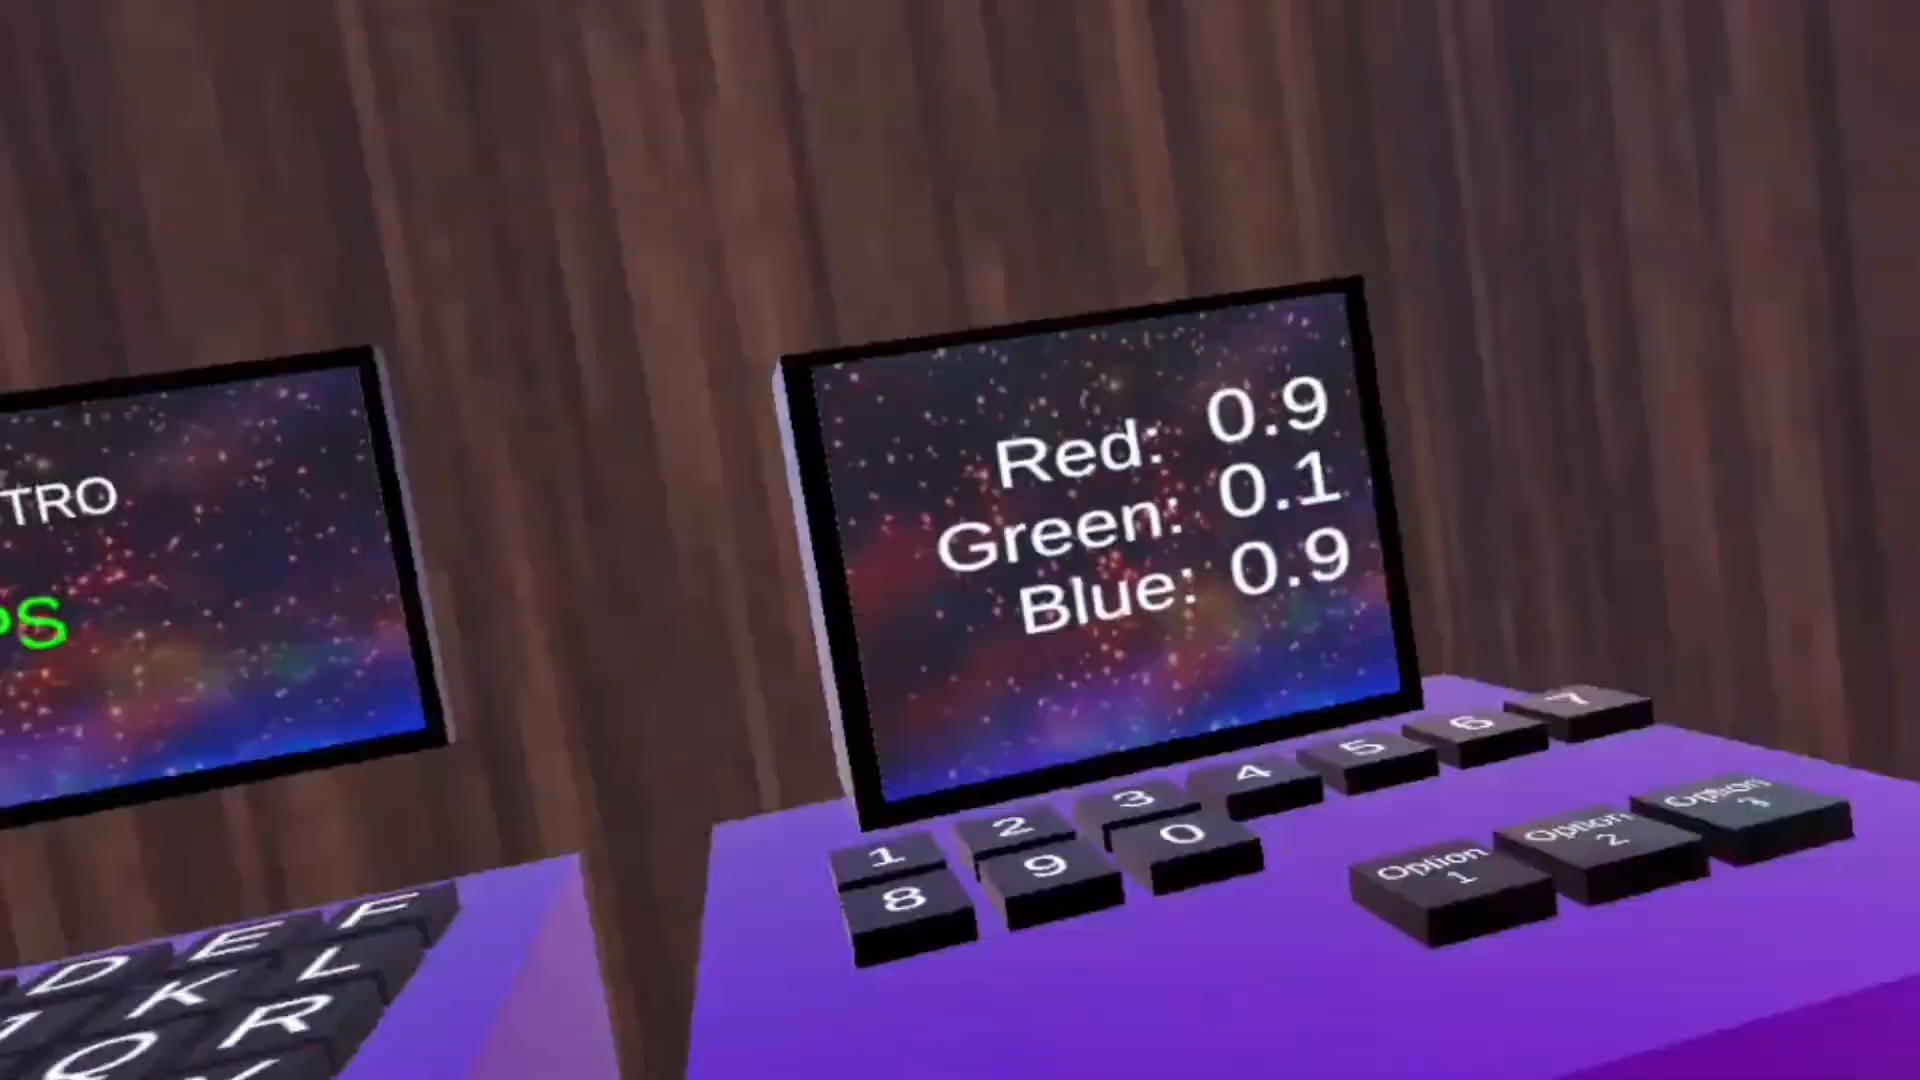 TRO
PS
Red: 0.9
Green: 0.1
Blue: 0.9
1 2 3 4 5 6 7
8 9 0
Option 1
Option 2
Option 3
D E F
K L
Q R